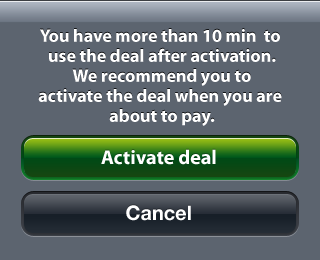 You have more than 10 min  to
use the deal after activation.
We recommend you to
activate the deal when you are
about to pay.
Activate deal
Cancel